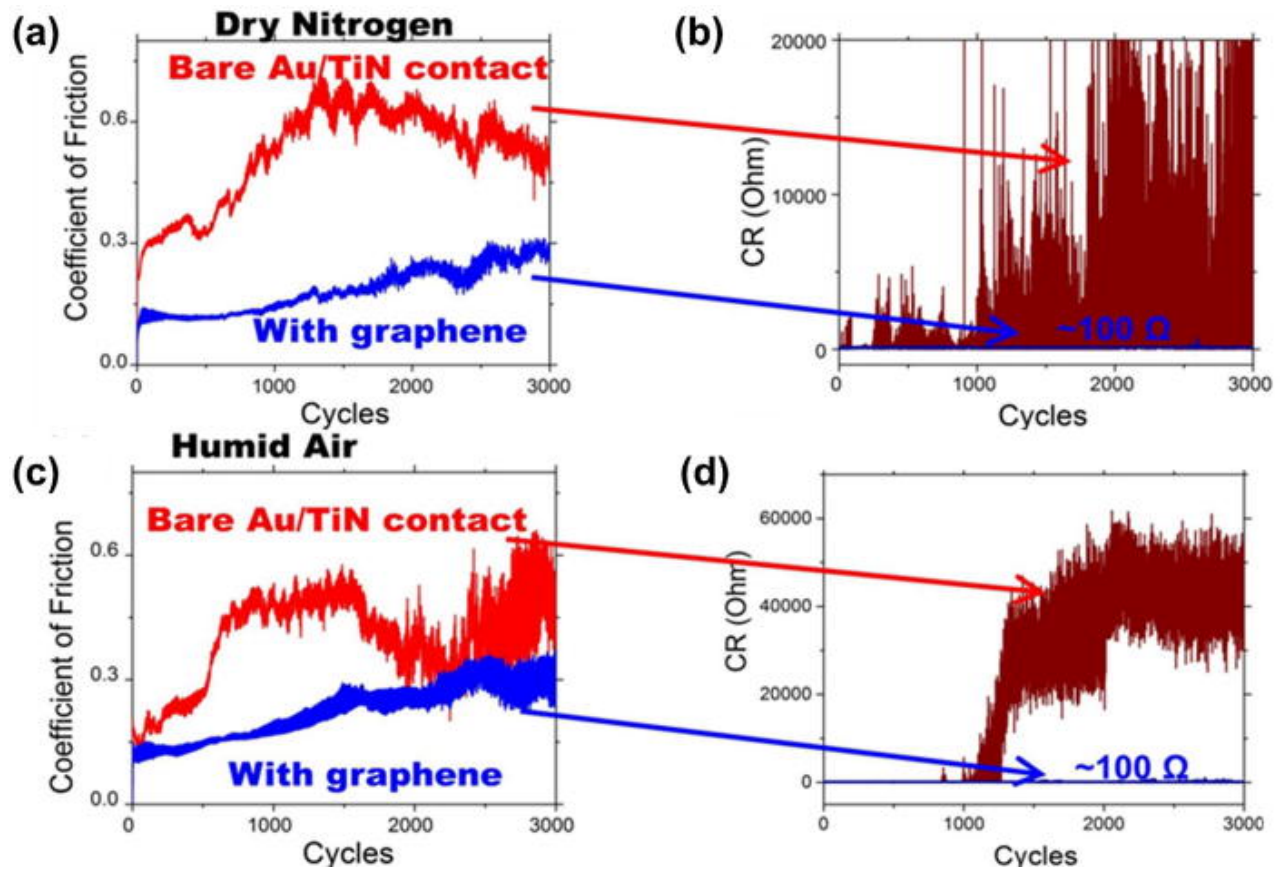 (a)
Dry Nitrogen
Bare Au/TiN contact
Coefficient of Friction
0.6
0.3
0.0
With graphene
0
1000
2000
3000
Cycles
(b)
20000
10000
0
CR (Ohm)
~100 Ω
0
1000
2000
3000
Cycles
(c)
Humid Air
Bare Au/TiN contact
Coefficient of Friction
0.6
0.3
0.0
With graphene
0
1000
2000
3000
Cycles
(d)
60000
40000
20000
0
CR (Ohm)
~100 Ω
0
1000
2000
3000
Cycles